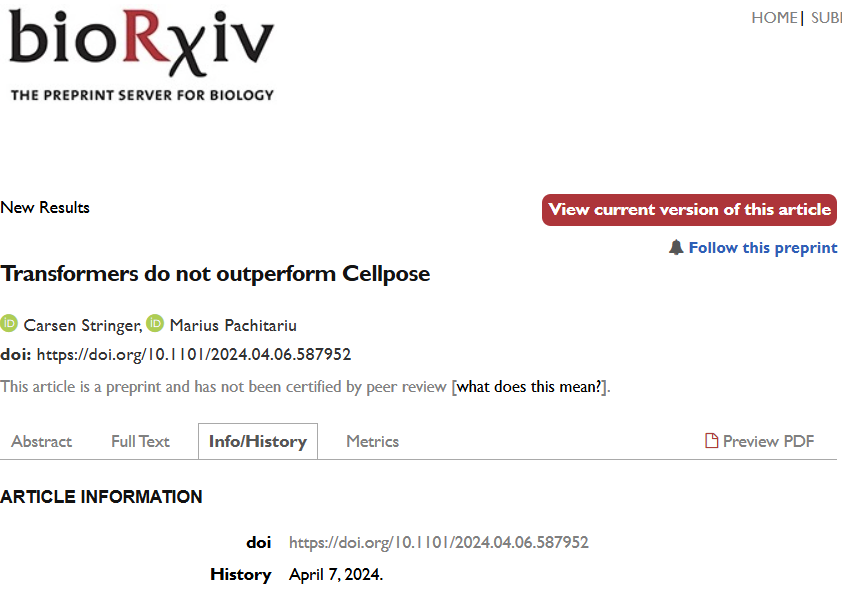 bioRxiv
THE PREPRINT SERVER FOR BIOLOGY
HOME| SUBI
New Results
View current version of this article
Follow this preprint
Transformers do not outperform Cellpose
iD Carsen Stringer, iD Marius Pachitariu
doi: https://doi.org/10.1101/2024.04.06.587952
This article is a preprint and has not been certified by peer review [what does this mean?].
Abstract Full Text Info/History Metrics Preview PDF
ARTICLE INFORMATION
doi https://doi.org/10.1101/2024.04.06.587952
History April 7, 2024.